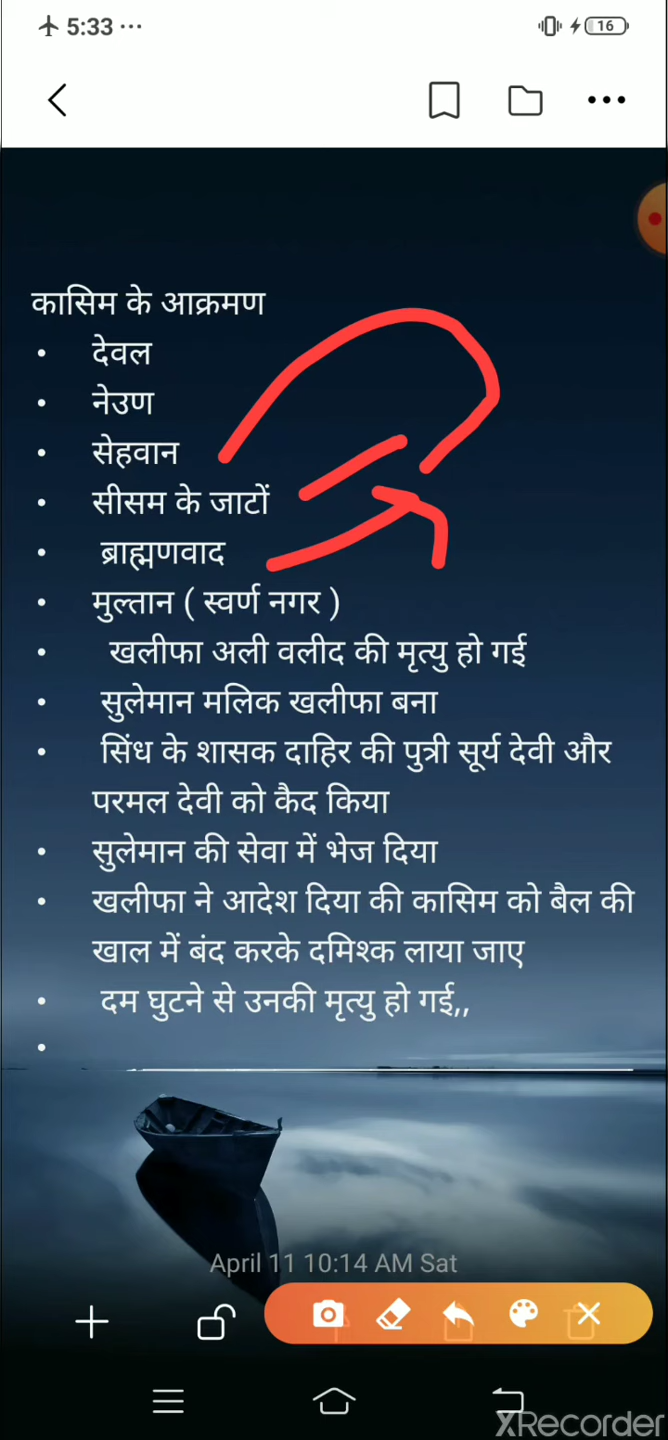 5:33 ...
16
कासिम के आक्रमण
• देवल
• नेउण
• सेहवान
• सीसम के जाटों
• ब्राह्मणवाद
• मुल्तान ( स्वर्ण नगर )
• खलीफा अली वलीद की मृत्यु हो गई
• सुलेमान मलिक खलीफा बना
• सिंध के शासक दाहिर की पुत्री सूर्य देवी और
परमल देवी को कैद किया
• सुलेमान की सेवा में भेज दिया
• खलीफा ने आदेश दिया की कासिम को बैल की
खाल में बंद करके दमिश्क लाया जाए
• दम घुटने से उनकी मृत्यु हो गई,,
•
April 11 10:14 AM Sat
XRecorder